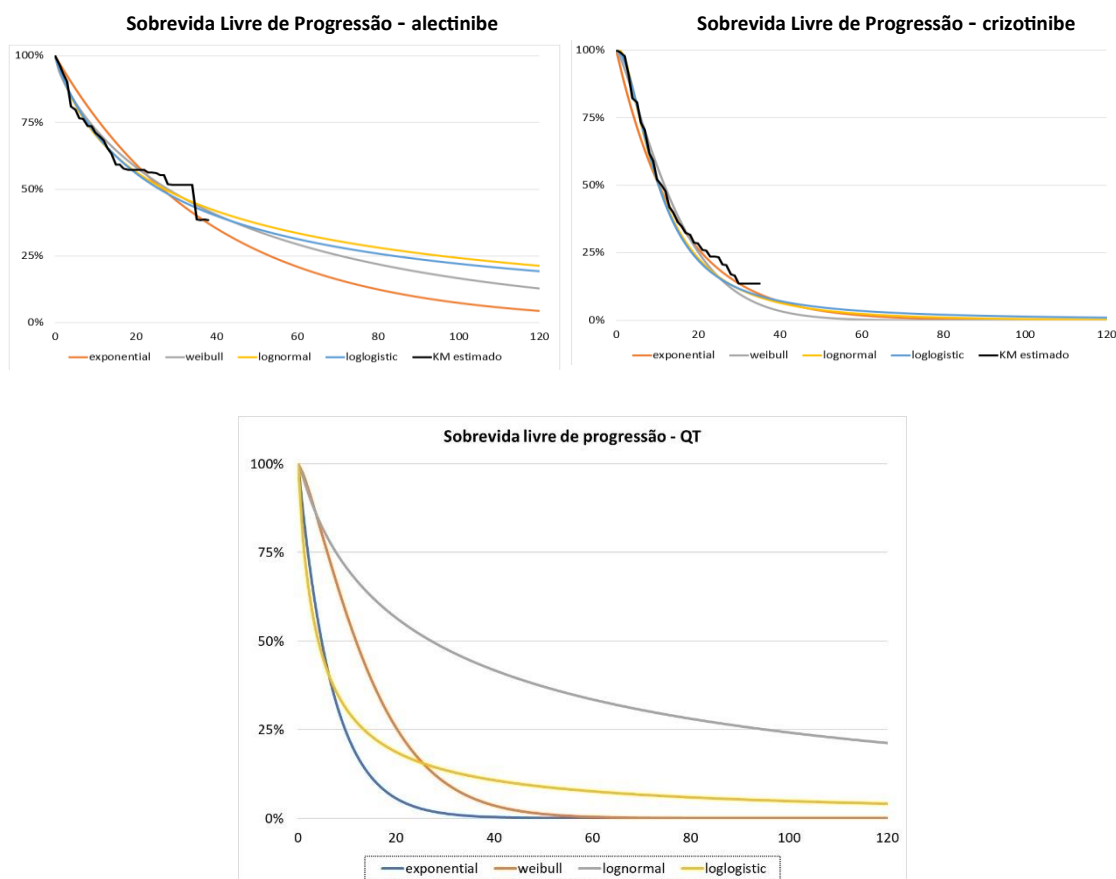 Sobrevida Livre de Progressão - alectinibe
100%
75%
50%
25%
0%
0 20 40 60 80 100 120
exponential weibull lognormal loglogistic KM estimado
Sobrevida Livre de Progressão - crizotinibe
100%
75%
50%
25%
0%
0 20 40 60 80 100 120
exponential weibull lognormal loglogistic KM estimado
Sobrevida livre de progressão - QT
100%
75%
50%
25%
0%
0 20 40 60 80 100 120
exponential weibull lognormal loglogistic